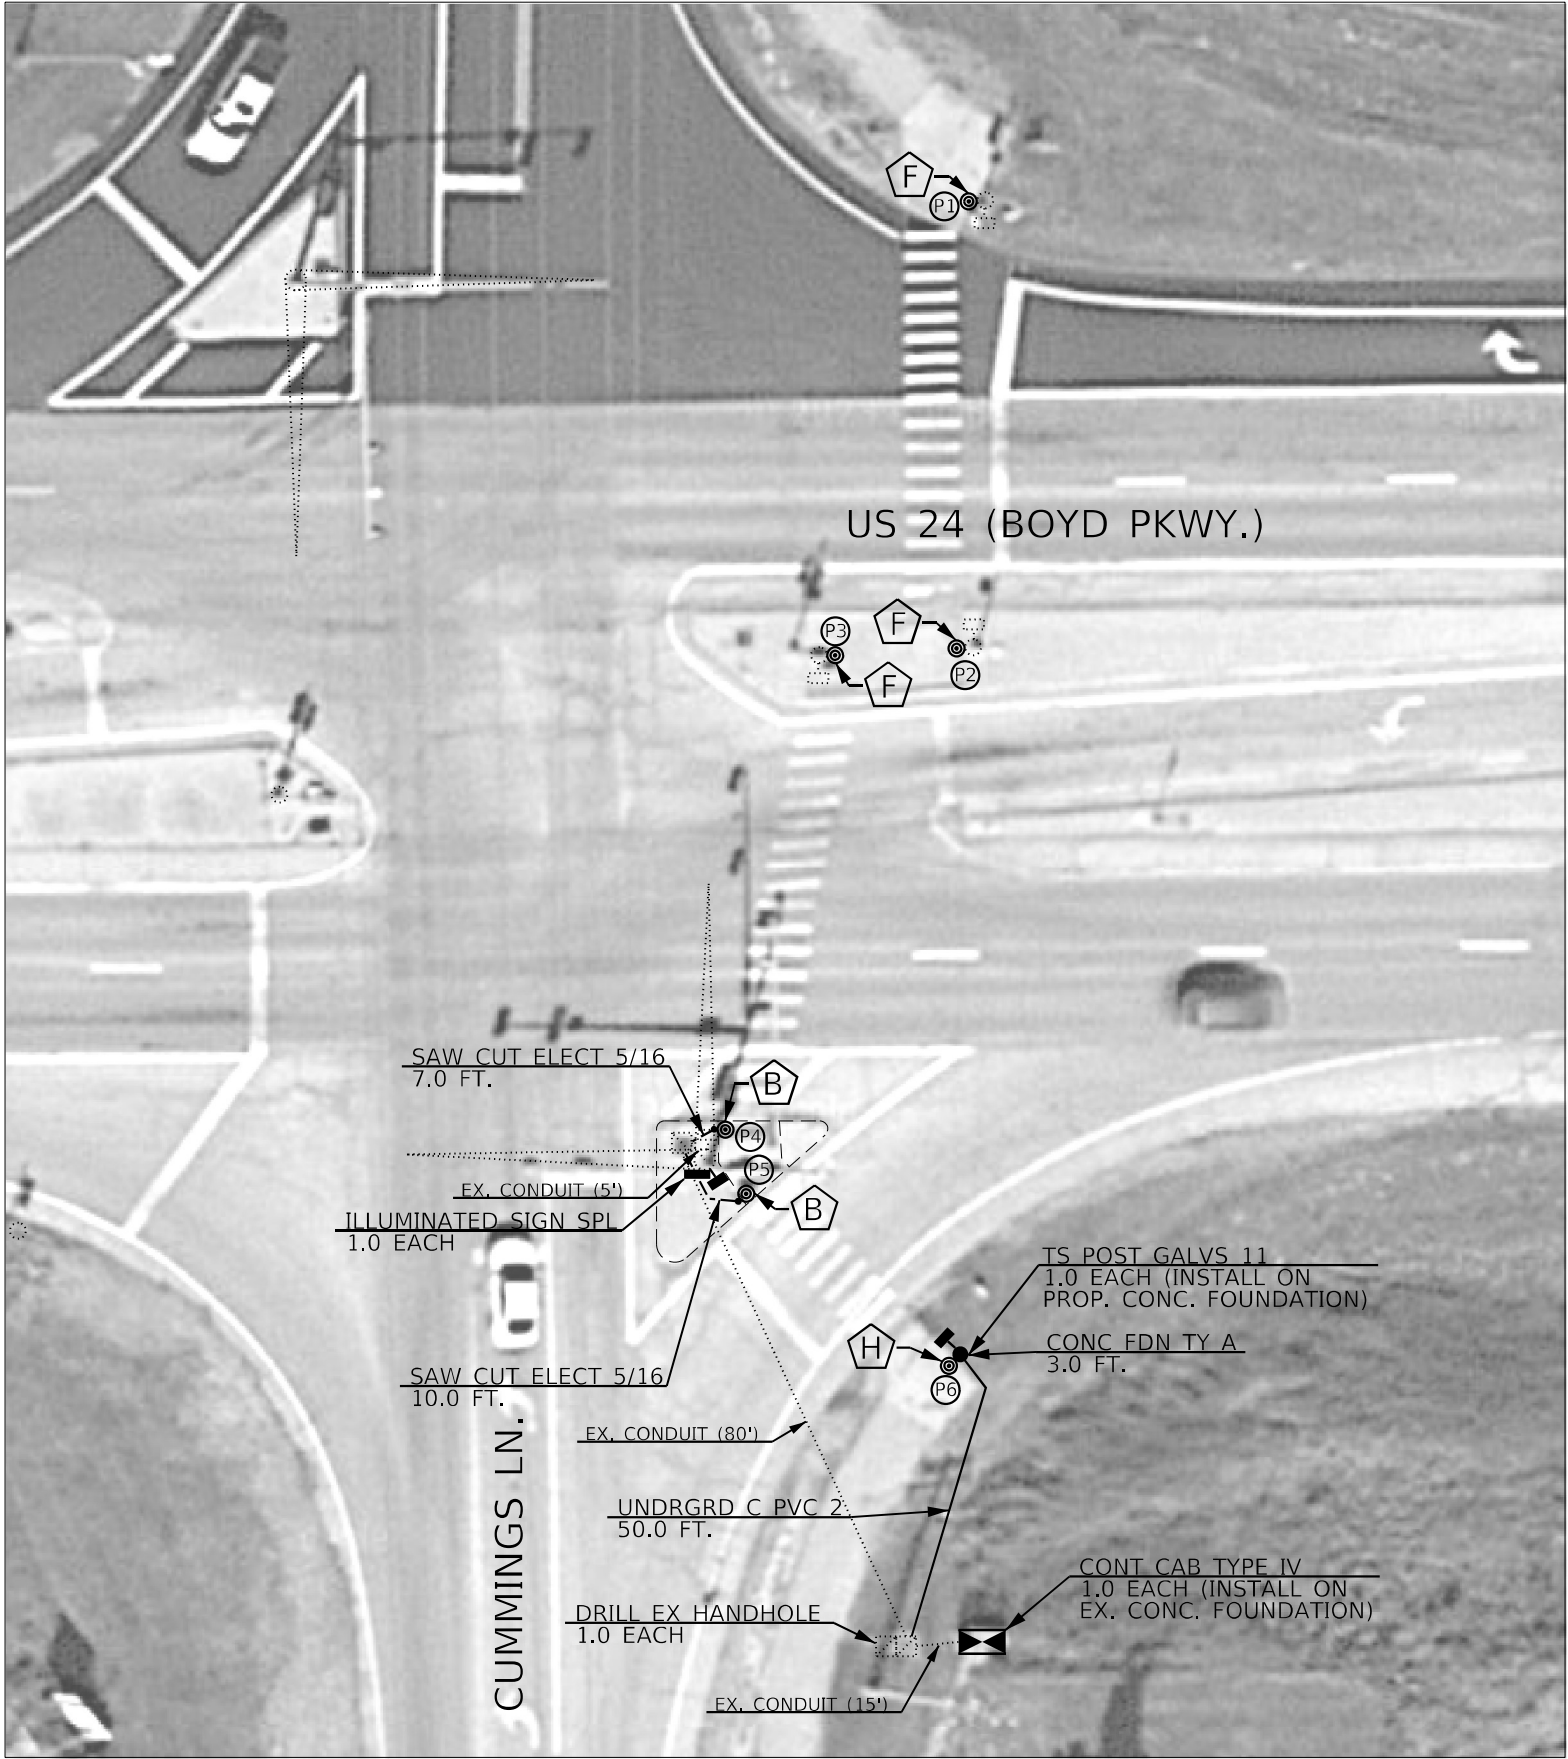 F
P1
US 24 (BOYD PKWY.)
P3
F
F
P2
SAW CUT ELECT 5/16
7.0 FT.
B
P4
P5
EX. CONDUIT (5')
B
ILLUMINATED SIGN SPL
1.0 EACH
TS POST GALVS 11
1.0 EACH (INSTALL ON
PROP. CONC. FOUNDATION)
H
CONC FDN TY A
3.0 FT.
P6
SAW CUT ELECT 5/16
10.0 FT.
EX. CONDUIT (80')
CUMMINGS LN.
UNDRGRD C PVC 2
50.0 FT.
CONT CAB TYPE IV
1.0 EACH (INSTALL ON
EX. CONC. FOUNDATION)
DRILL EX HANDHOLE
1.0 EACH
EX. CONDUIT (15')